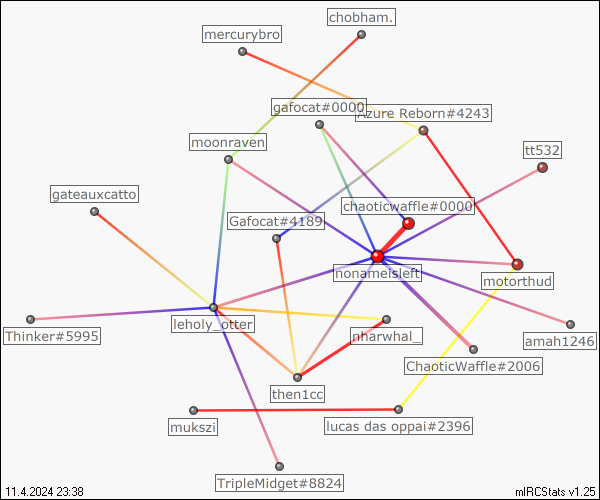 chobham.
mercurybro
gafocat#0000
Azure Reborn#4243
moonraven
tt532
gateauxcatto
chaoticwaffle#0000
Gafocat#4189
nonameisleft
motorthud
leholy_otter
Thinker#5995
nharwhal_
amah1246
ChaoticWaffle#2006
then1cc
mukszi
lucas das oppai#2396
TripleMidget#8824
11.4.2024 23:38
mIRCStats v1.25